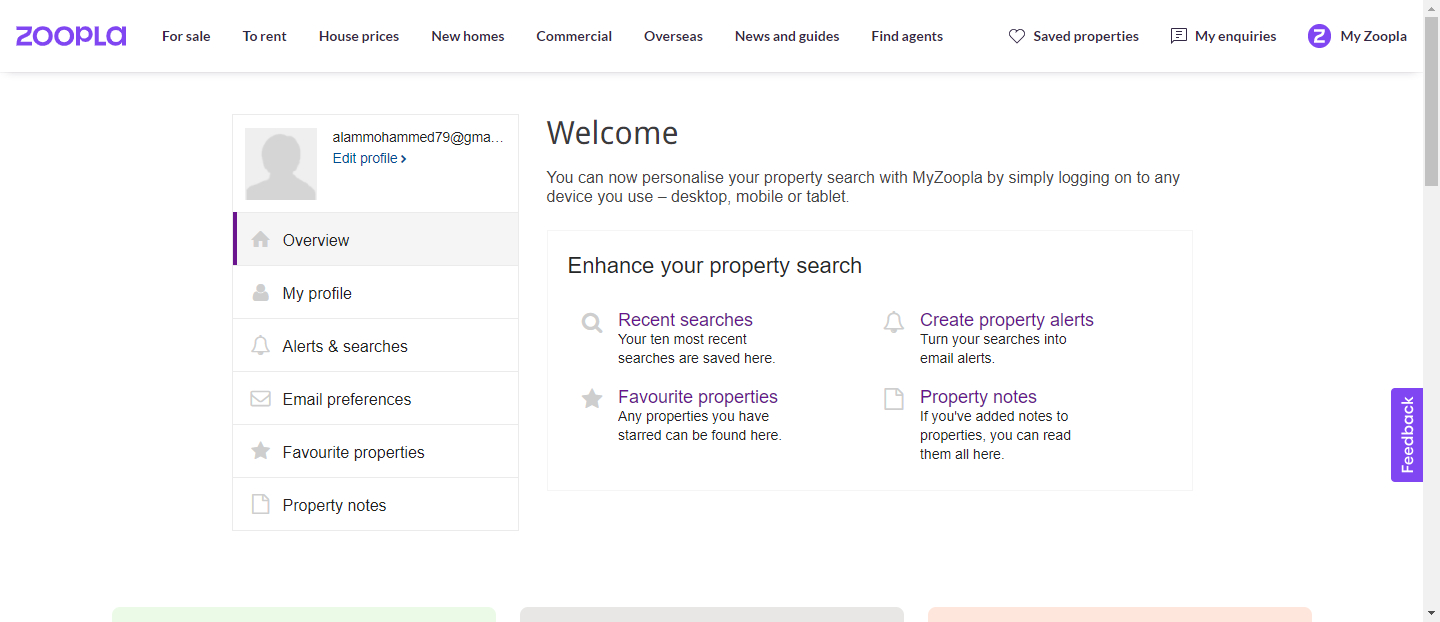 zoopla
For sale
To rent
House prices
New homes
Commercial
Overseas
News and guides
Find agents
Saved properties
My enquiries
Z
My Zoopla
alammohammed79@gma...
Edit profile ›
Overview
My profile
Alerts & searches
Email preferences
Favourite properties
Property notes
Welcome
You can now personalise your property search with MyZoopla by simply logging on to any
device you use – desktop, mobile or tablet.
Enhance your property search
Recent searches
Your ten most recent
searches are saved here.
Create property alerts
Turn your searches into
email alerts.
Favourite properties
Any properties you have
starred can be found here.
Property notes
If you've added notes to
properties, you can read
them all here.
Feedback